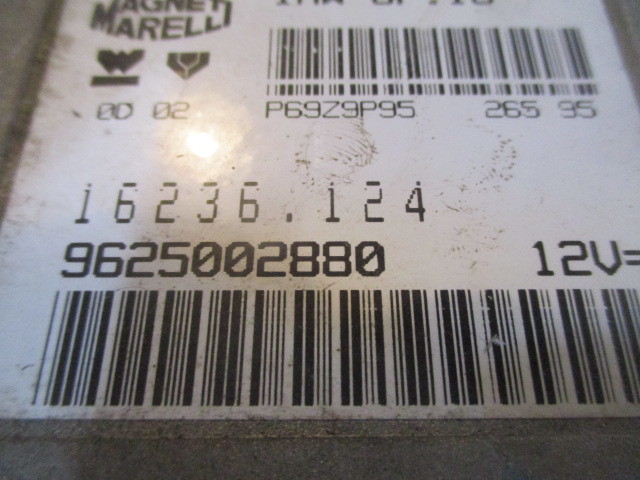 MAGNETI
MARELLI
0D 02
P69Z9P95 265 95
16236.124
9625002880 12V=